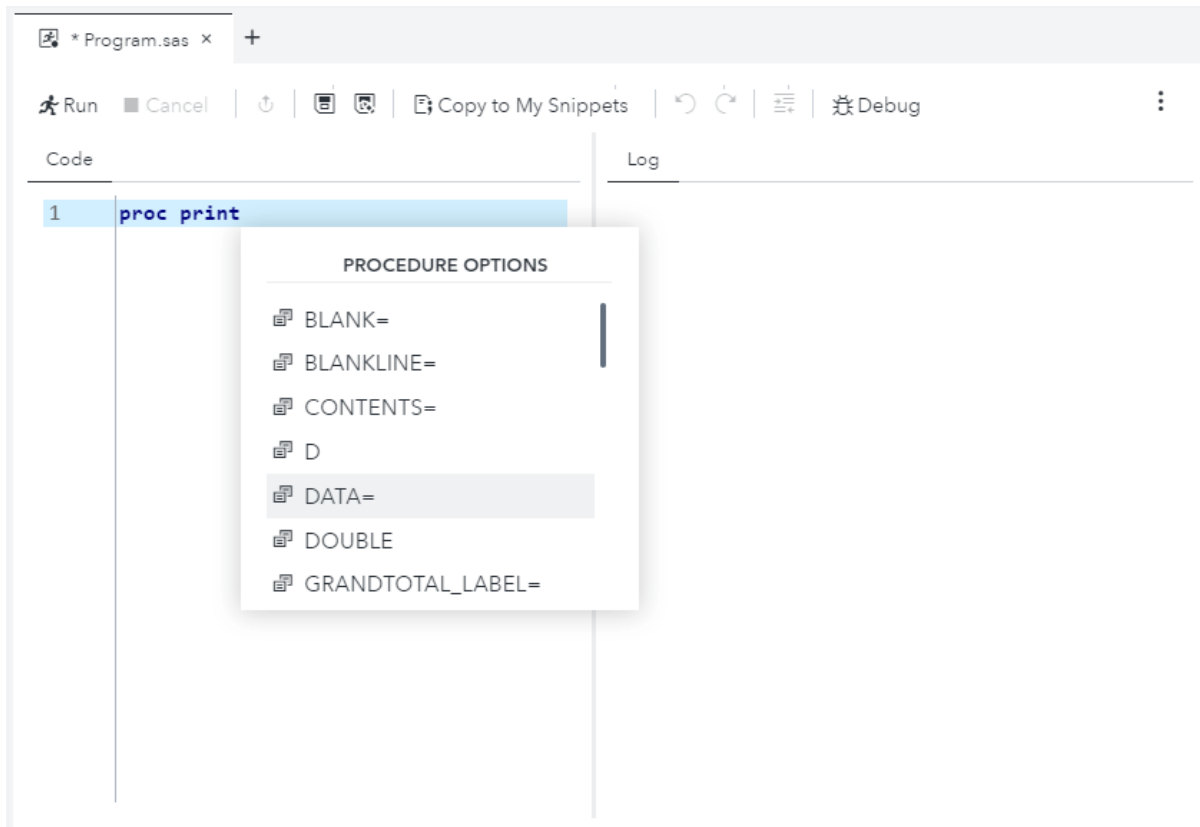 * Program.sas × +
Run Cancel Copy to My Snippets Debug
Code Log
1 proc print
PROCEDURE OPTIONS
BLANK=
BLANKLINE=
CONTENTS=
D
DATA=
DOUBLE
GRANDTOTAL_LABEL=